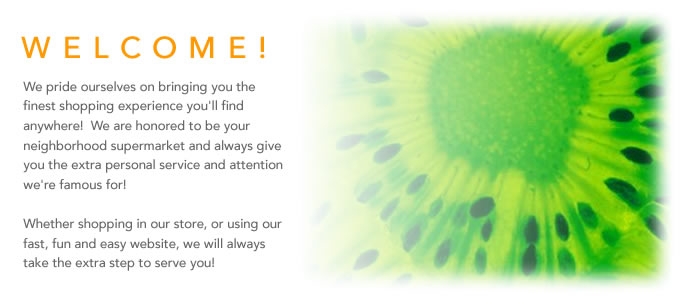 WELCOME!
We pride ourselves on bringing you the
finest shopping experience you'll find
anywhere!  We are honored to be your
neighborhood supermarket and always give
you the extra personal service and attention
we're famous for!
Whether shopping in our store, or using our
fast, fun and easy website, we will always
take the extra step to serve you!